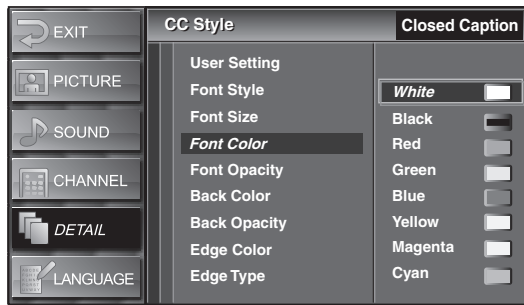 EXIT
PICTURE
SOUND
CHANNEL
DETAIL
LANGUAGE
CC Style
Closed Caption
User Setting
Font Style
Font Size
Font Color
Font Opacity
Back Color
Back Opacity
Edge Color
Edge Type
White
Black
Red
Green
Blue
Yellow
Magenta
Cyan